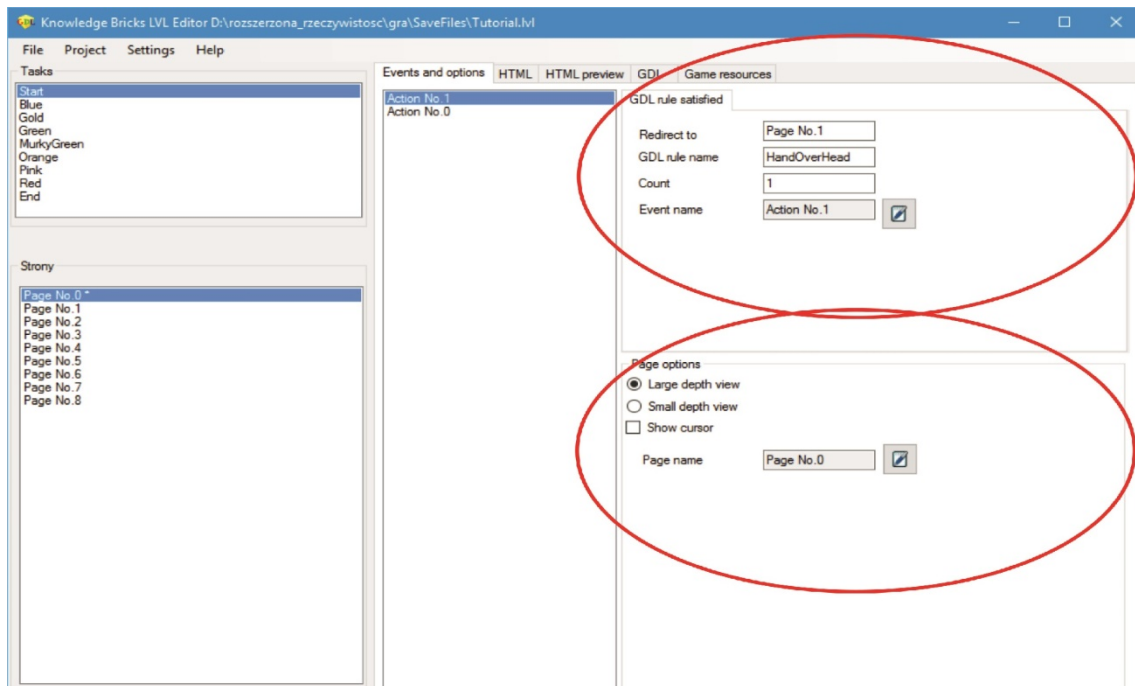 GDL Knowledge Bricks LVL Editor D:\rozszerzona_rzeczywistosc\gra\SaveFiles\Tutorial.lvl
File Project Settings Help
Tasks
Start
Blue
Gold
Green
MurkyGreen
Orange
Pink
Red
End
Strony
Page No.0 *
Page No.1
Page No.2
Page No.3
Page No.4
Page No.5
Page No.6
Page No.7
Page No.8
Events and options HTML HTML preview GDL Game resources
Action No.1
Action No.0
GDL rule satisfied
Redirect to Page No.1
GDL rule name HandOverHead
Count 1
Event name Action No.1
Page options
Large depth view
Small depth view
Show cursor
Page name Page No.0